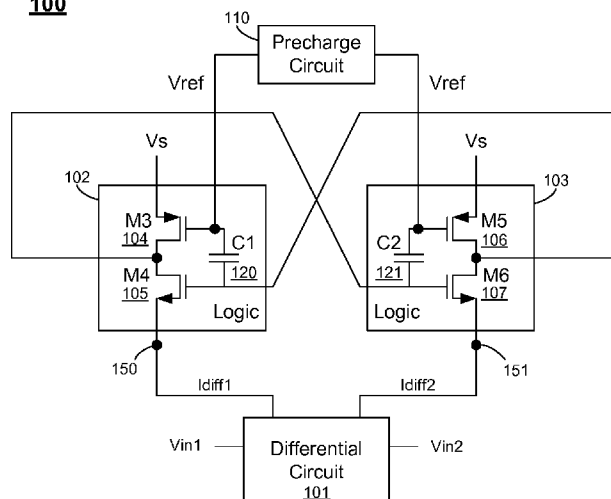 100
110
Precharge
Circuit
Vref
Vref
Vs
Vs
102
103
M3
104
C1
120
M4
105
Logic
C2
121
M5
106
M6
107
Logic
150
151
Idiff1
Idiff2
Vin1
Differential
Circuit
101
Vin2